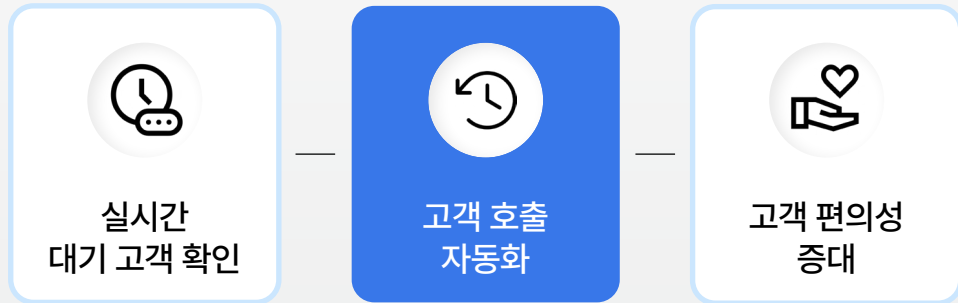 실시간
대기 고객 확인
고객 호출
자동화
고객 편의성
증대